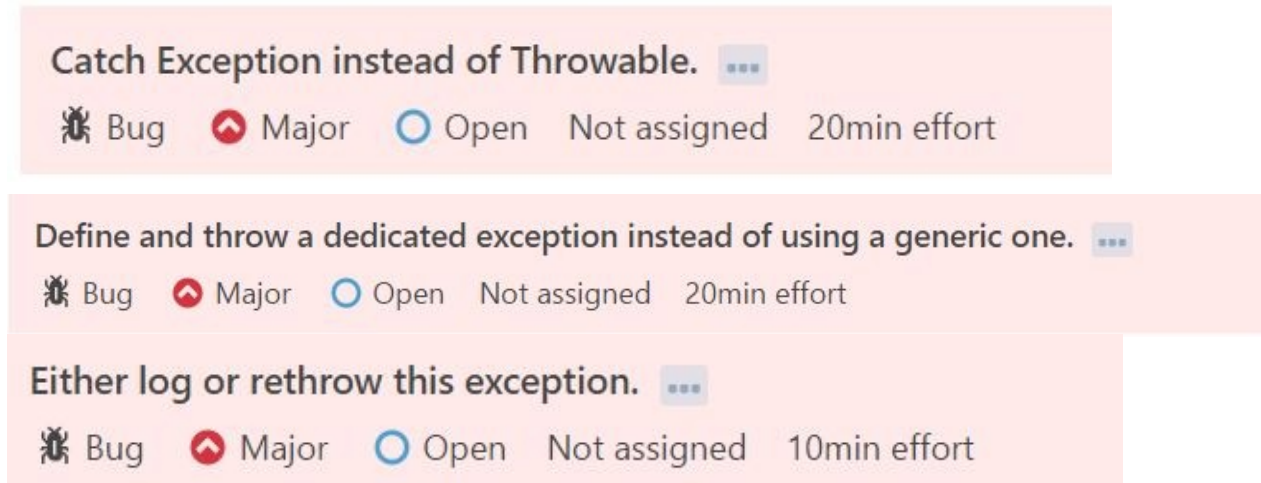 Catch Exception instead of Throwable.
Bug Major Open Not assigned 20min effort
Define and throw a dedicated exception instead of using a generic one.
Bug Major Open Not assigned 20min effort
Either log or rethrow this exception.
Bug Major Open Not assigned 10min effort